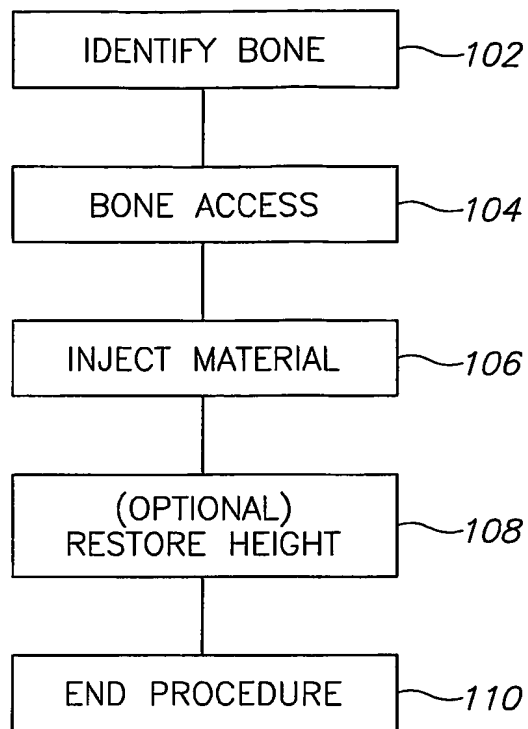 IDENTIFY BONE 102
BONE ACCESS 104
INJECT MATERIAL 106
(OPTIONAL)
RESTORE HEIGHT 108
END PROCEDURE 110